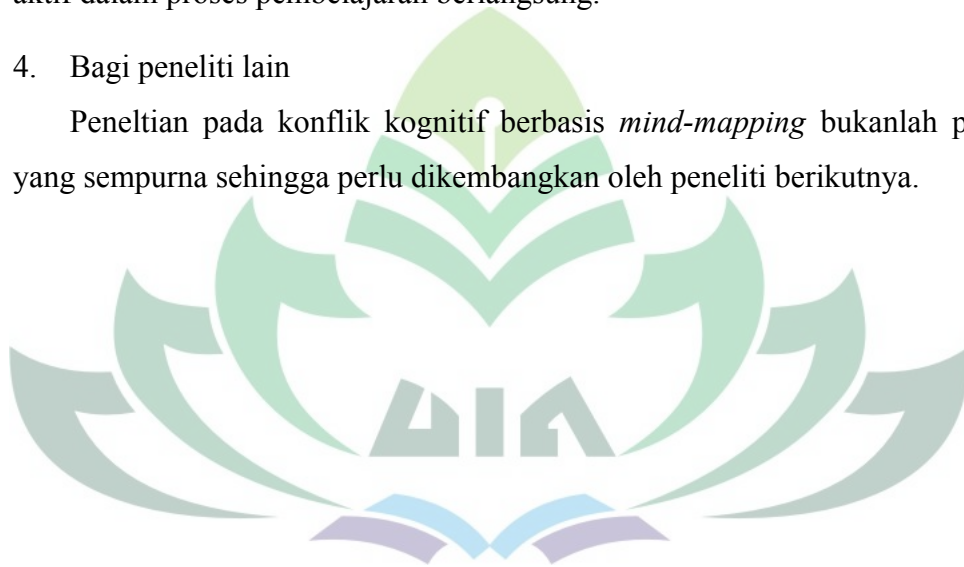 aktif dalam proses pembelajaran berlangsung.
4. Bagi peneliti lain
Peneltian pada konflik kognitif berbasis mind-mapping bukanlah p
yang sempurna sehingga perlu dikembangkan oleh peneliti berikutnya.
UIN